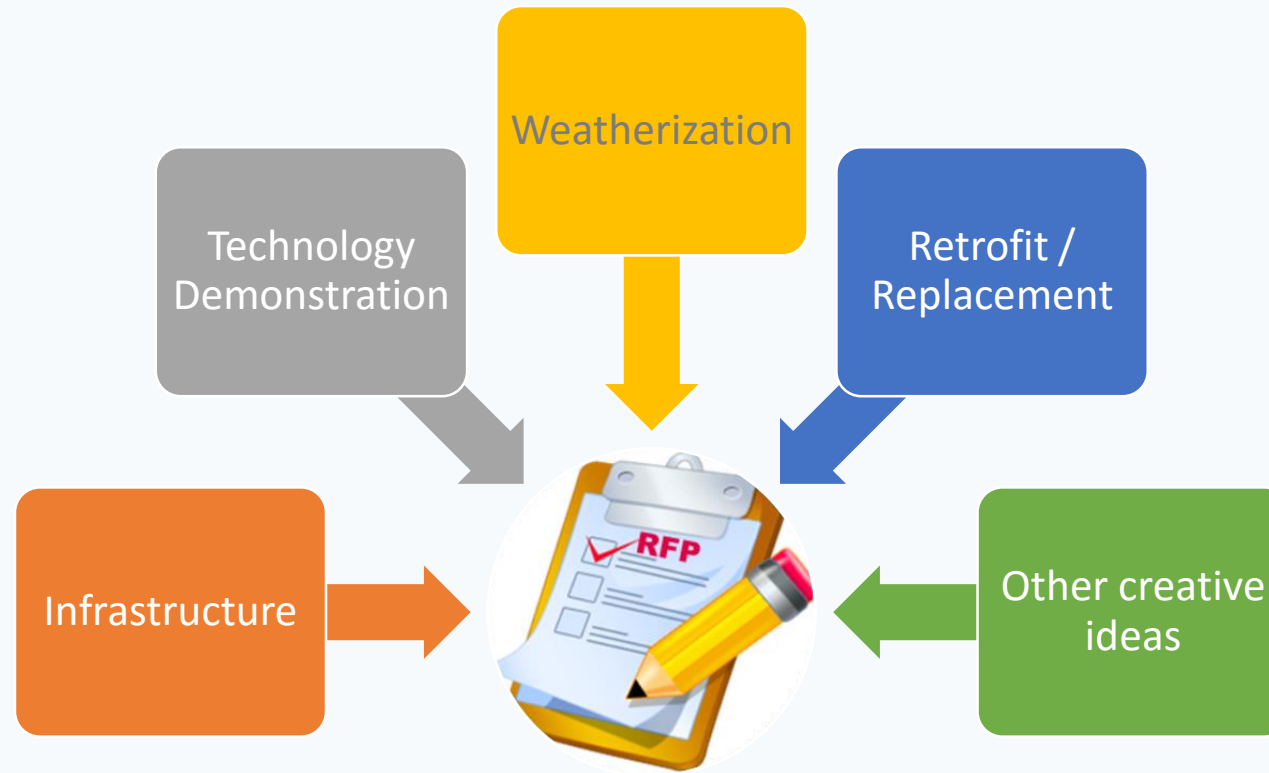 Weatherization
Technology
Demonstration
Retrofit /
Replacement
Infrastructure
RFP
Other creative
ideas